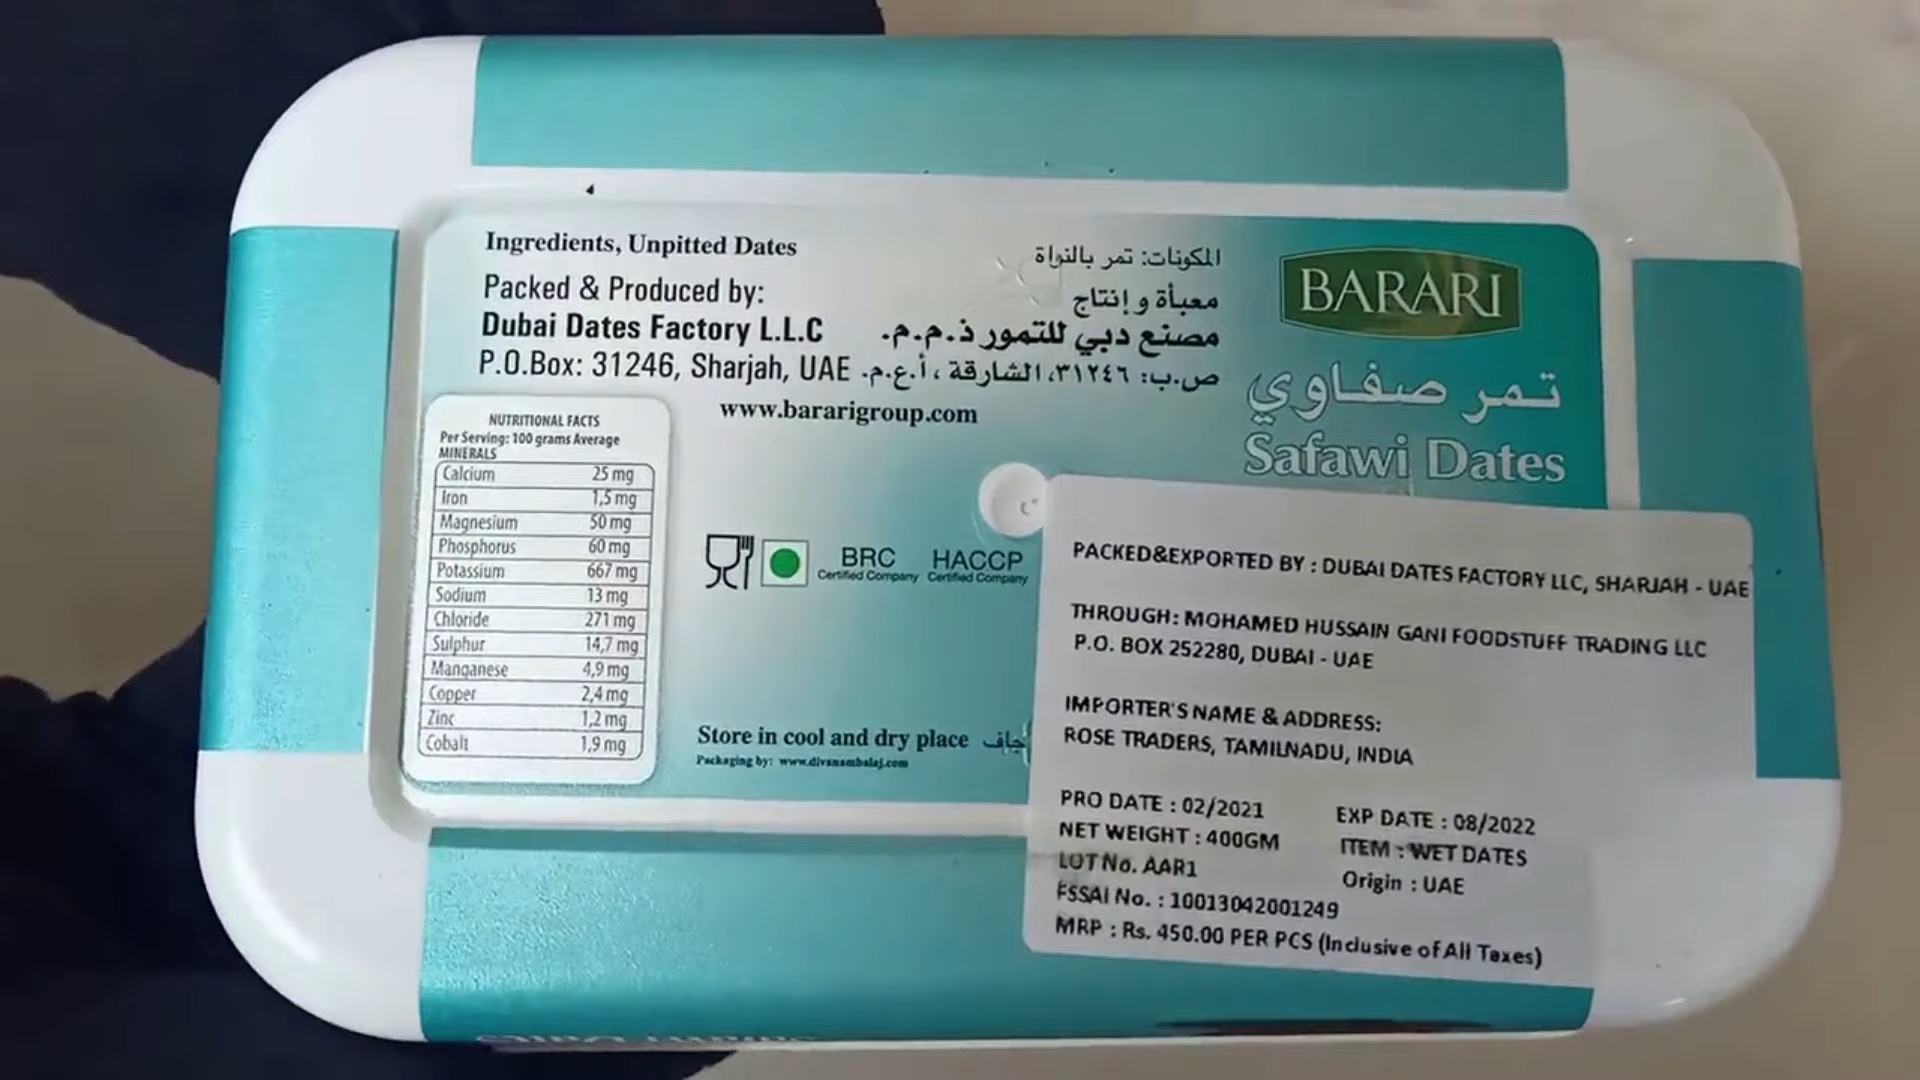 Ingredients, Unpitted Dates
Packed & Produced by:
Dubai Dates Factory L.L.C
P.O.Box: 31246, Sharjah, UAE
المكونات: تمر بالنواة
معبأة و إنتاج
مصنع دبي للتمور ذ.م.م.
ص.ب: ٣١٢٤٦، الشارقة ، أ.ع.م.
www.bararigroup.com
BARARI
تمر صفاوي
Safawi Dates
NUTRITIONAL FACTS
Per Serving: 100 grams Average
MINERALS
Calcium 25 mg
Iron 1,5 mg
Magnesium 50 mg
Phosphorus 60 mg
Potassium 667 mg
Sodium 13 mg
Chloride 271 mg
Sulphur 14,7 mg
Manganese 4,9 mg
Copper 2,4 mg
Zinc 1,2 mg
Cobalt 1,9 mg
BRC
Certified Company
HACCP
Certified Company
Store in cool and dry place
Packaging by: www.divanambalaj.com
PACKED&EXPORTED BY : DUBAI DATES FACTORY LLC, SHARJAH - UAE
THROUGH: MOHAMED HUSSAIN GANI FOODSTUFF TRADING LLC
P.O. BOX 252280, DUBAI - UAE
IMPORTER'S NAME & ADDRESS:
ROSE TRADERS, TAMILNADU, INDIA
PRO DATE : 02/2021 EXP DATE : 08/2022
NET WEIGHT : 400GM ITEM : WET DATES
LOT No. AAR1 Origin : UAE
FSSAI No. : 10013042001249
MRP : Rs. 450.00 PER PCS (Inclusive of All Taxes)